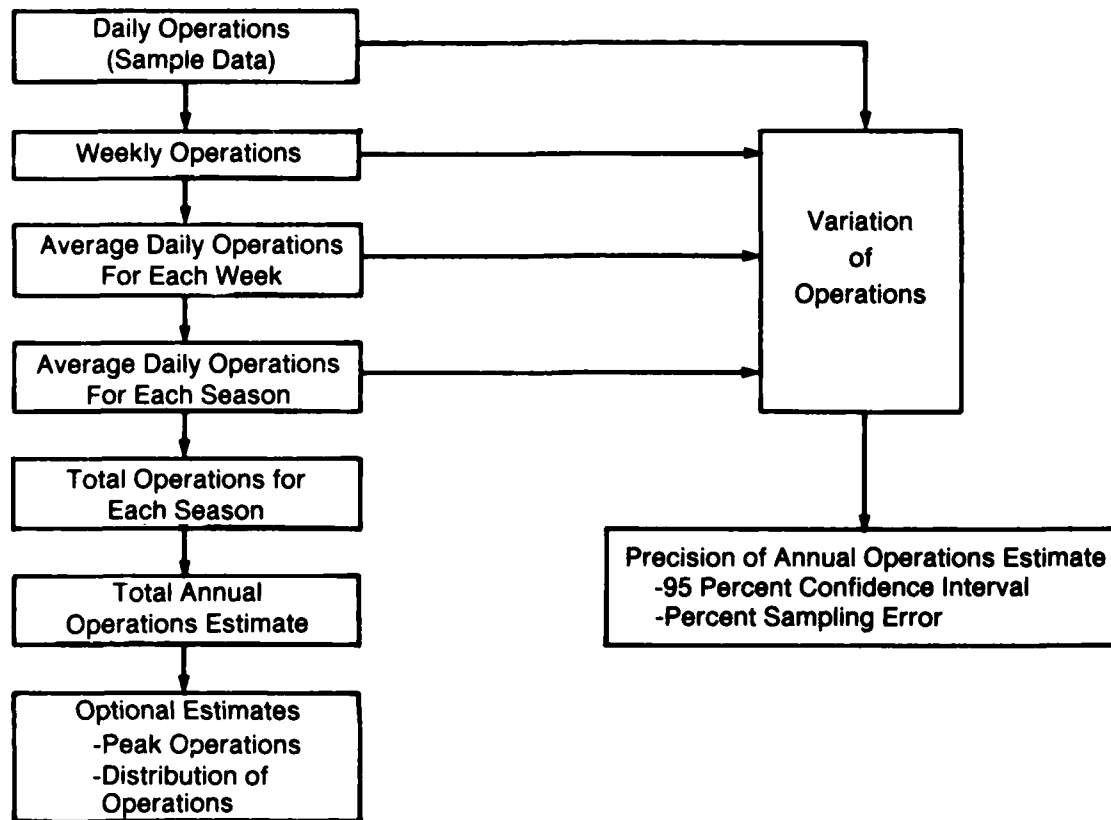 Daily Operations
(Sample Data)
Weekly Operations
Average Daily Operations
For Each Week
Average Daily Operations
For Each Season
Total Operations for
Each Season
Total Annual
Operations Estimate
Optional Estimates
-Peak Operations
-Distribution of
Operations
Variation
of
Operations
Precision of Annual Operations Estimate
-95 Percent Confidence Interval
-Percent Sampling Error